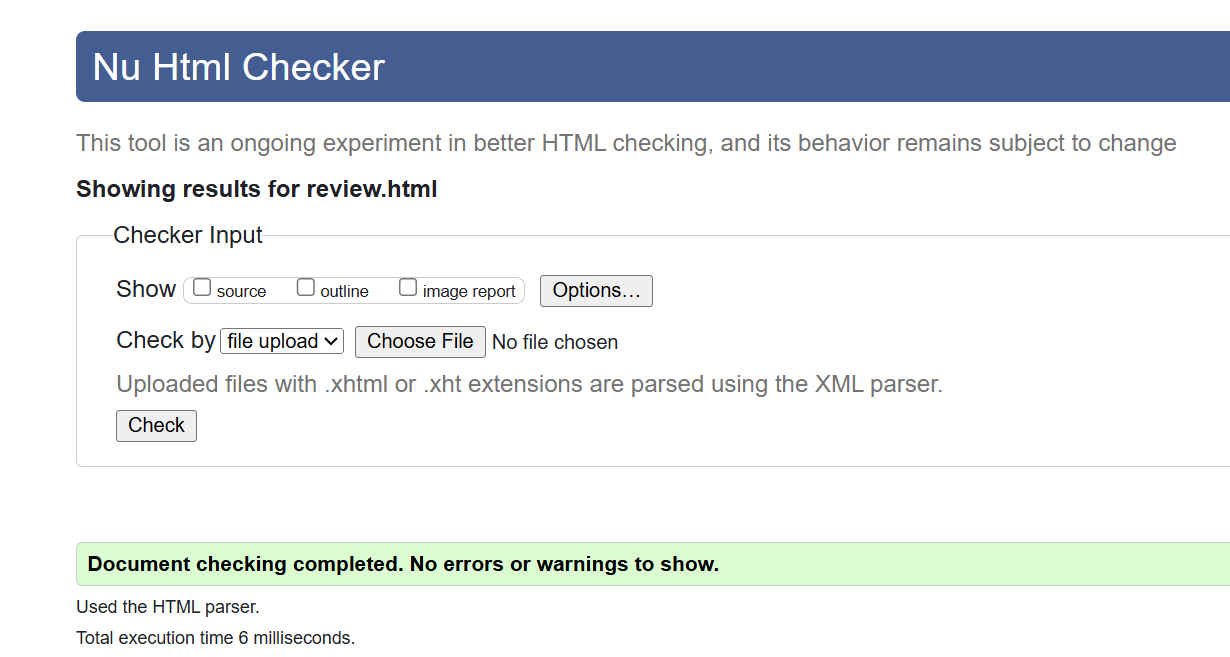 Nu Html Checker
This tool is an ongoing experiment in better HTML checking, and its behavior remains subject to change
Showing results for review.html
Checker Input
Show source outline image report Options...
Check by file upload Choose File No file chosen
Uploaded files with .xhtml or .xht extensions are parsed using the XML parser.
Check
Document checking completed. No errors or warnings to show.
Used the HTML parser.
Total execution time 6 milliseconds.